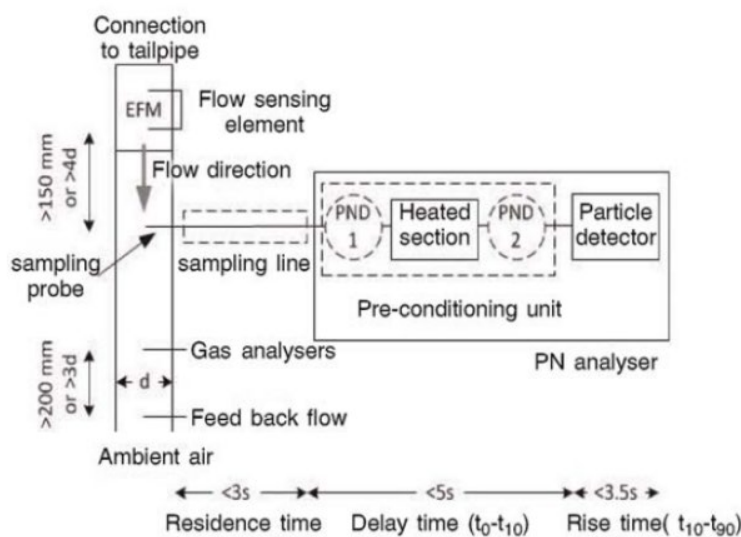 Connection
to tailpipe
EFM
Flow sensing
element
>150 mm
or >4d
Flow direction
sampling
probe
sampling line
PND
1
Heated
section
PND
2
Particle
detector
Pre-conditioning unit
PN analyser
Gas analysers
>200 mm
or >3d
d
Feed back flow
Ambient air
<3s
<5s
<3.5s
Residence time
Delay time (t0-t10)
Rise time( t10-t90)